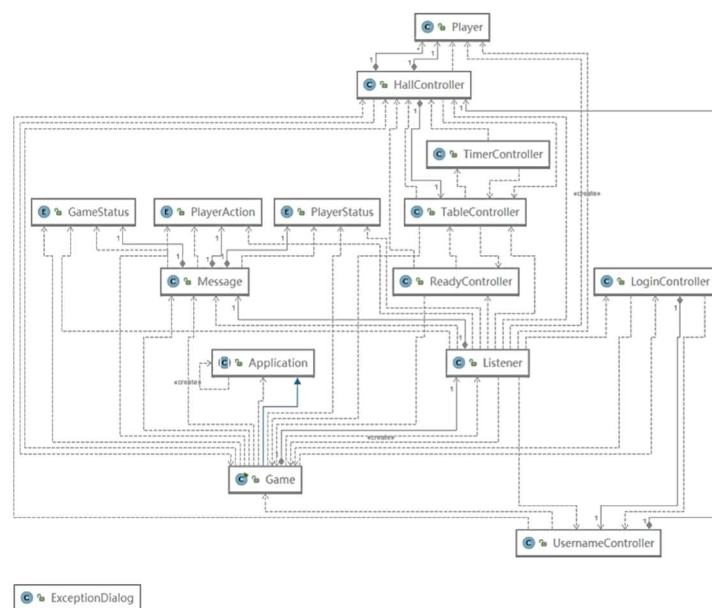 Player
HallController
TimerController
«create»
GameStatus
PlayerAction
PlayerStatus
TableController
Message
ReadyController
LoginController
Application
Listener
«create»
«create»
Game
UsernameController
ExceptionDialog